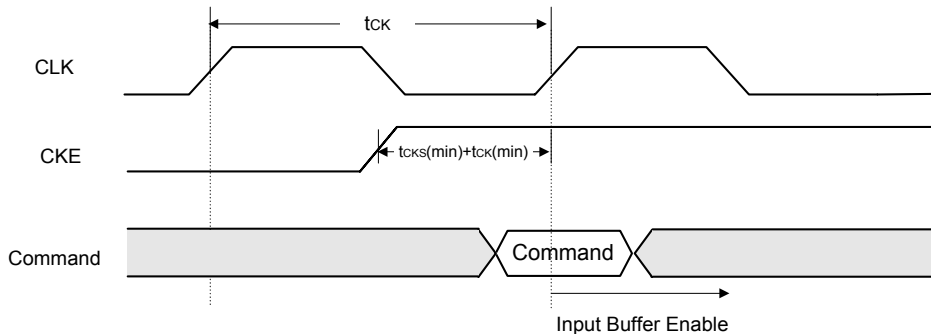 tCK
CLK
CKE
tCKS(min)+tCK(min)
Command
Command
Input Buffer Enable